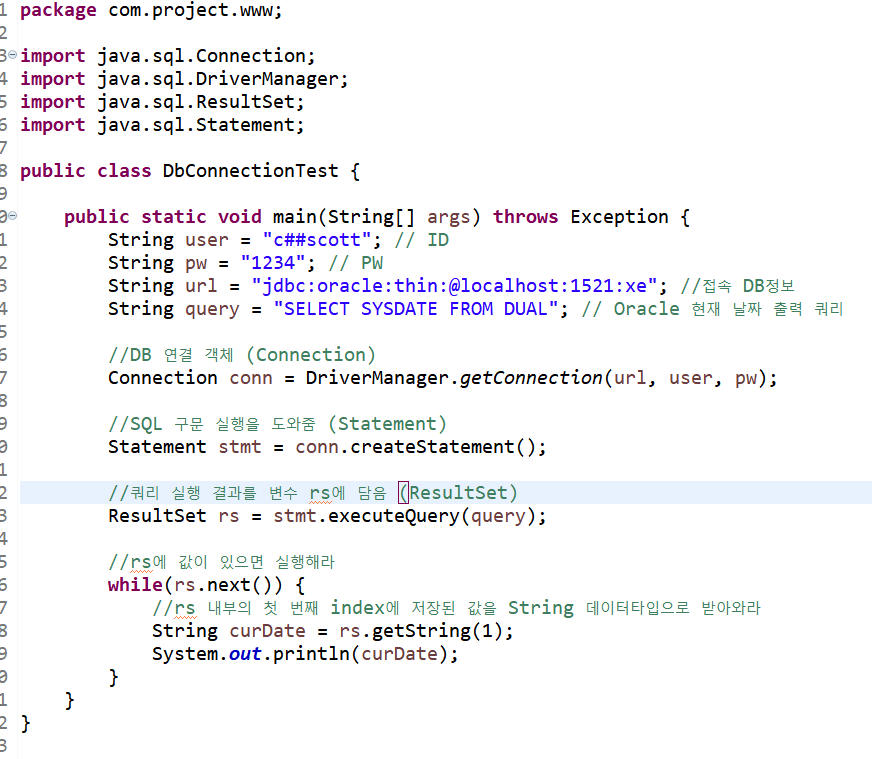 1 package com.project.www;
2
3 import java.sql.Connection;
4 import java.sql.DriverManager;
5 import java.sql.ResultSet;
6 import java.sql.Statement;
7
8 public class DbConnectionTest {
9
0 public static void main(String[] args) throws Exception {
1 String user = "c##scott"; // ID
2 String pw = "1234"; // PW
3 String url = "jdbc:oracle:thin:@localhost:1521:xe"; //접속 DB정보
4 String query = "SELECT SYSDATE FROM DUAL"; // Oracle 현재 날짜 출력 쿼리
5
6 //DB 연결 객체 (Connection)
7 Connection conn = DriverManager.getConnection(url, user, pw);
8
9 //SQL 구문 실행을 도와줌 (Statement)
0 Statement stmt = conn.createStatement();
1
2 //쿼리 실행 결과를 변수 rs에 담음 (ResultSet)
3 ResultSet rs = stmt.executeQuery(query);
4
5 //rs에 값이 있으면 실행해라
6 while(rs.next()) {
7 //rs 내부의 첫 번째 index에 저장된 값을 String 데이터타입으로 받아와라
8 String curDate = rs.getString(1);
9 System.out.println(curDate);
0 }
1 }
2 }
3